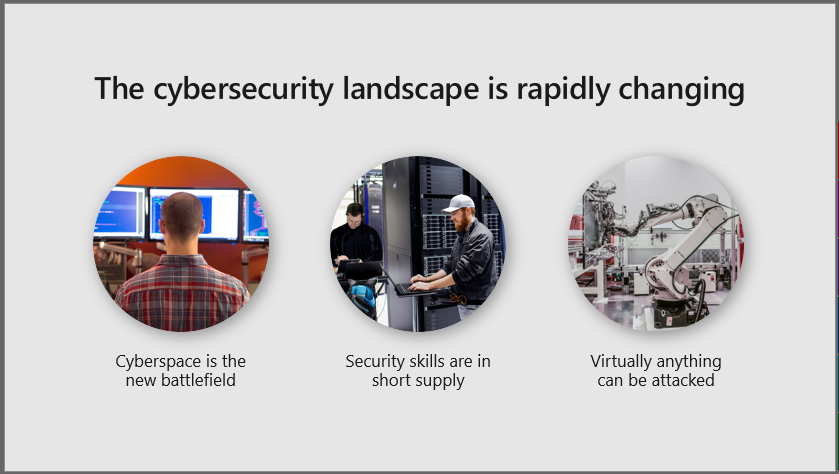 The cybersecurity landscape is rapidly changing
Cyberspace is the
new battlefield
Security skills are in
short supply
Virtually anything
can be attacked